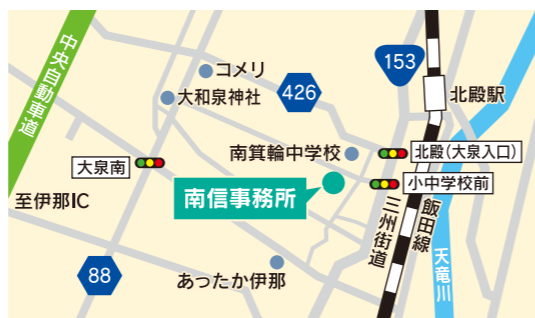 中央自動車道
コメリ
大和泉神社
426
153
北殿駅
大泉南
南箕輪中学校
北殿（大泉入口）
小中学校前
至伊那IC
南信事務所
三州街道
飯田線
天竜川
88
あったか伊那